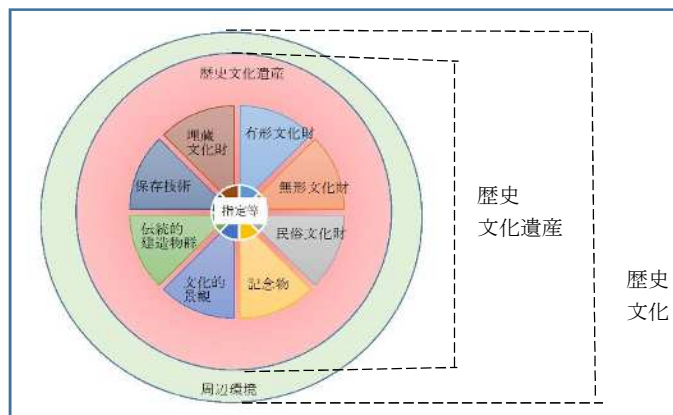 歴史文化遺産
埋蔵
文化財
有形文化財
保存技術
無形文化財
指定等
伝統的
建造物群
民俗文化財
文化的
景観
記念物
周辺環境
歴史
文化遺産
歴史
文化